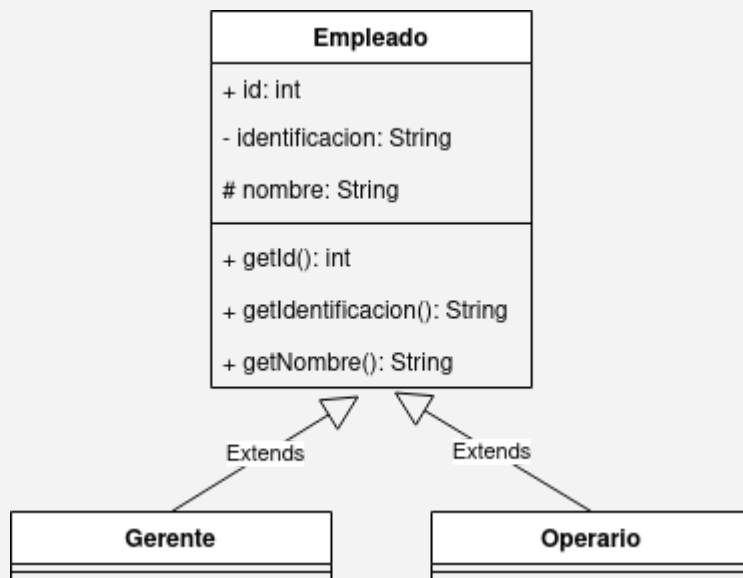 Empleado
+ id: int
- identificacion: String
# nombre: String
+ getId(): int
+ getIdentificacion(): String
+ getNombre(): String
Extends
Extends
Gerente
Operario